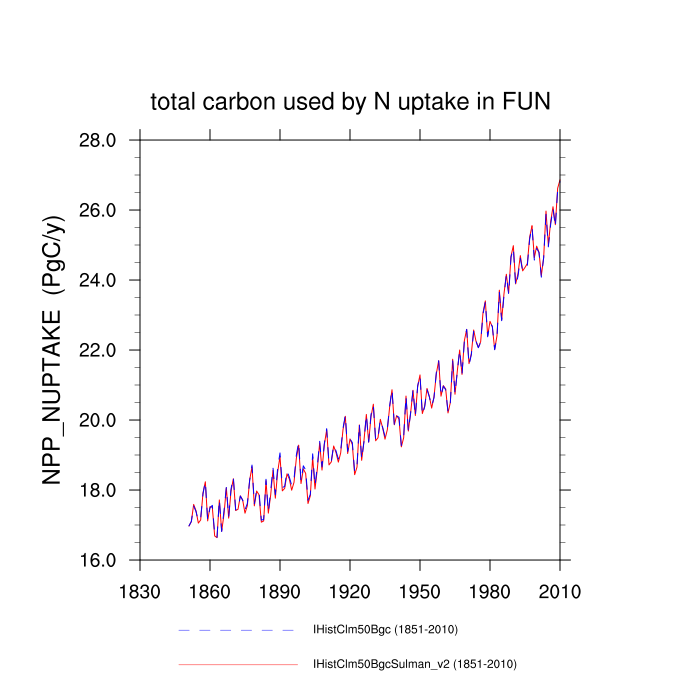 total carbon used by N uptake in FUN
NPP_NUPTAKE (PgC/y)
28.0
26.0
24.0
22.0
20.0
18.0
16.0
1830 1860 1890 1920 1950 1980 2010
IHistClm50Bgc (1851-2010)
IHistClm50BgcSulman_v2 (1851-2010)